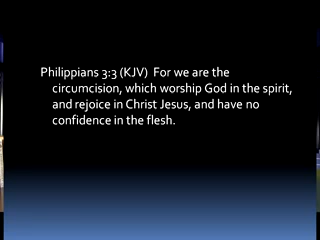 Philippians 3:3 (KJV)  For we are the
circumcision, which worship God in the spirit,
and rejoice in Christ Jesus, and have no
confidence in the flesh.